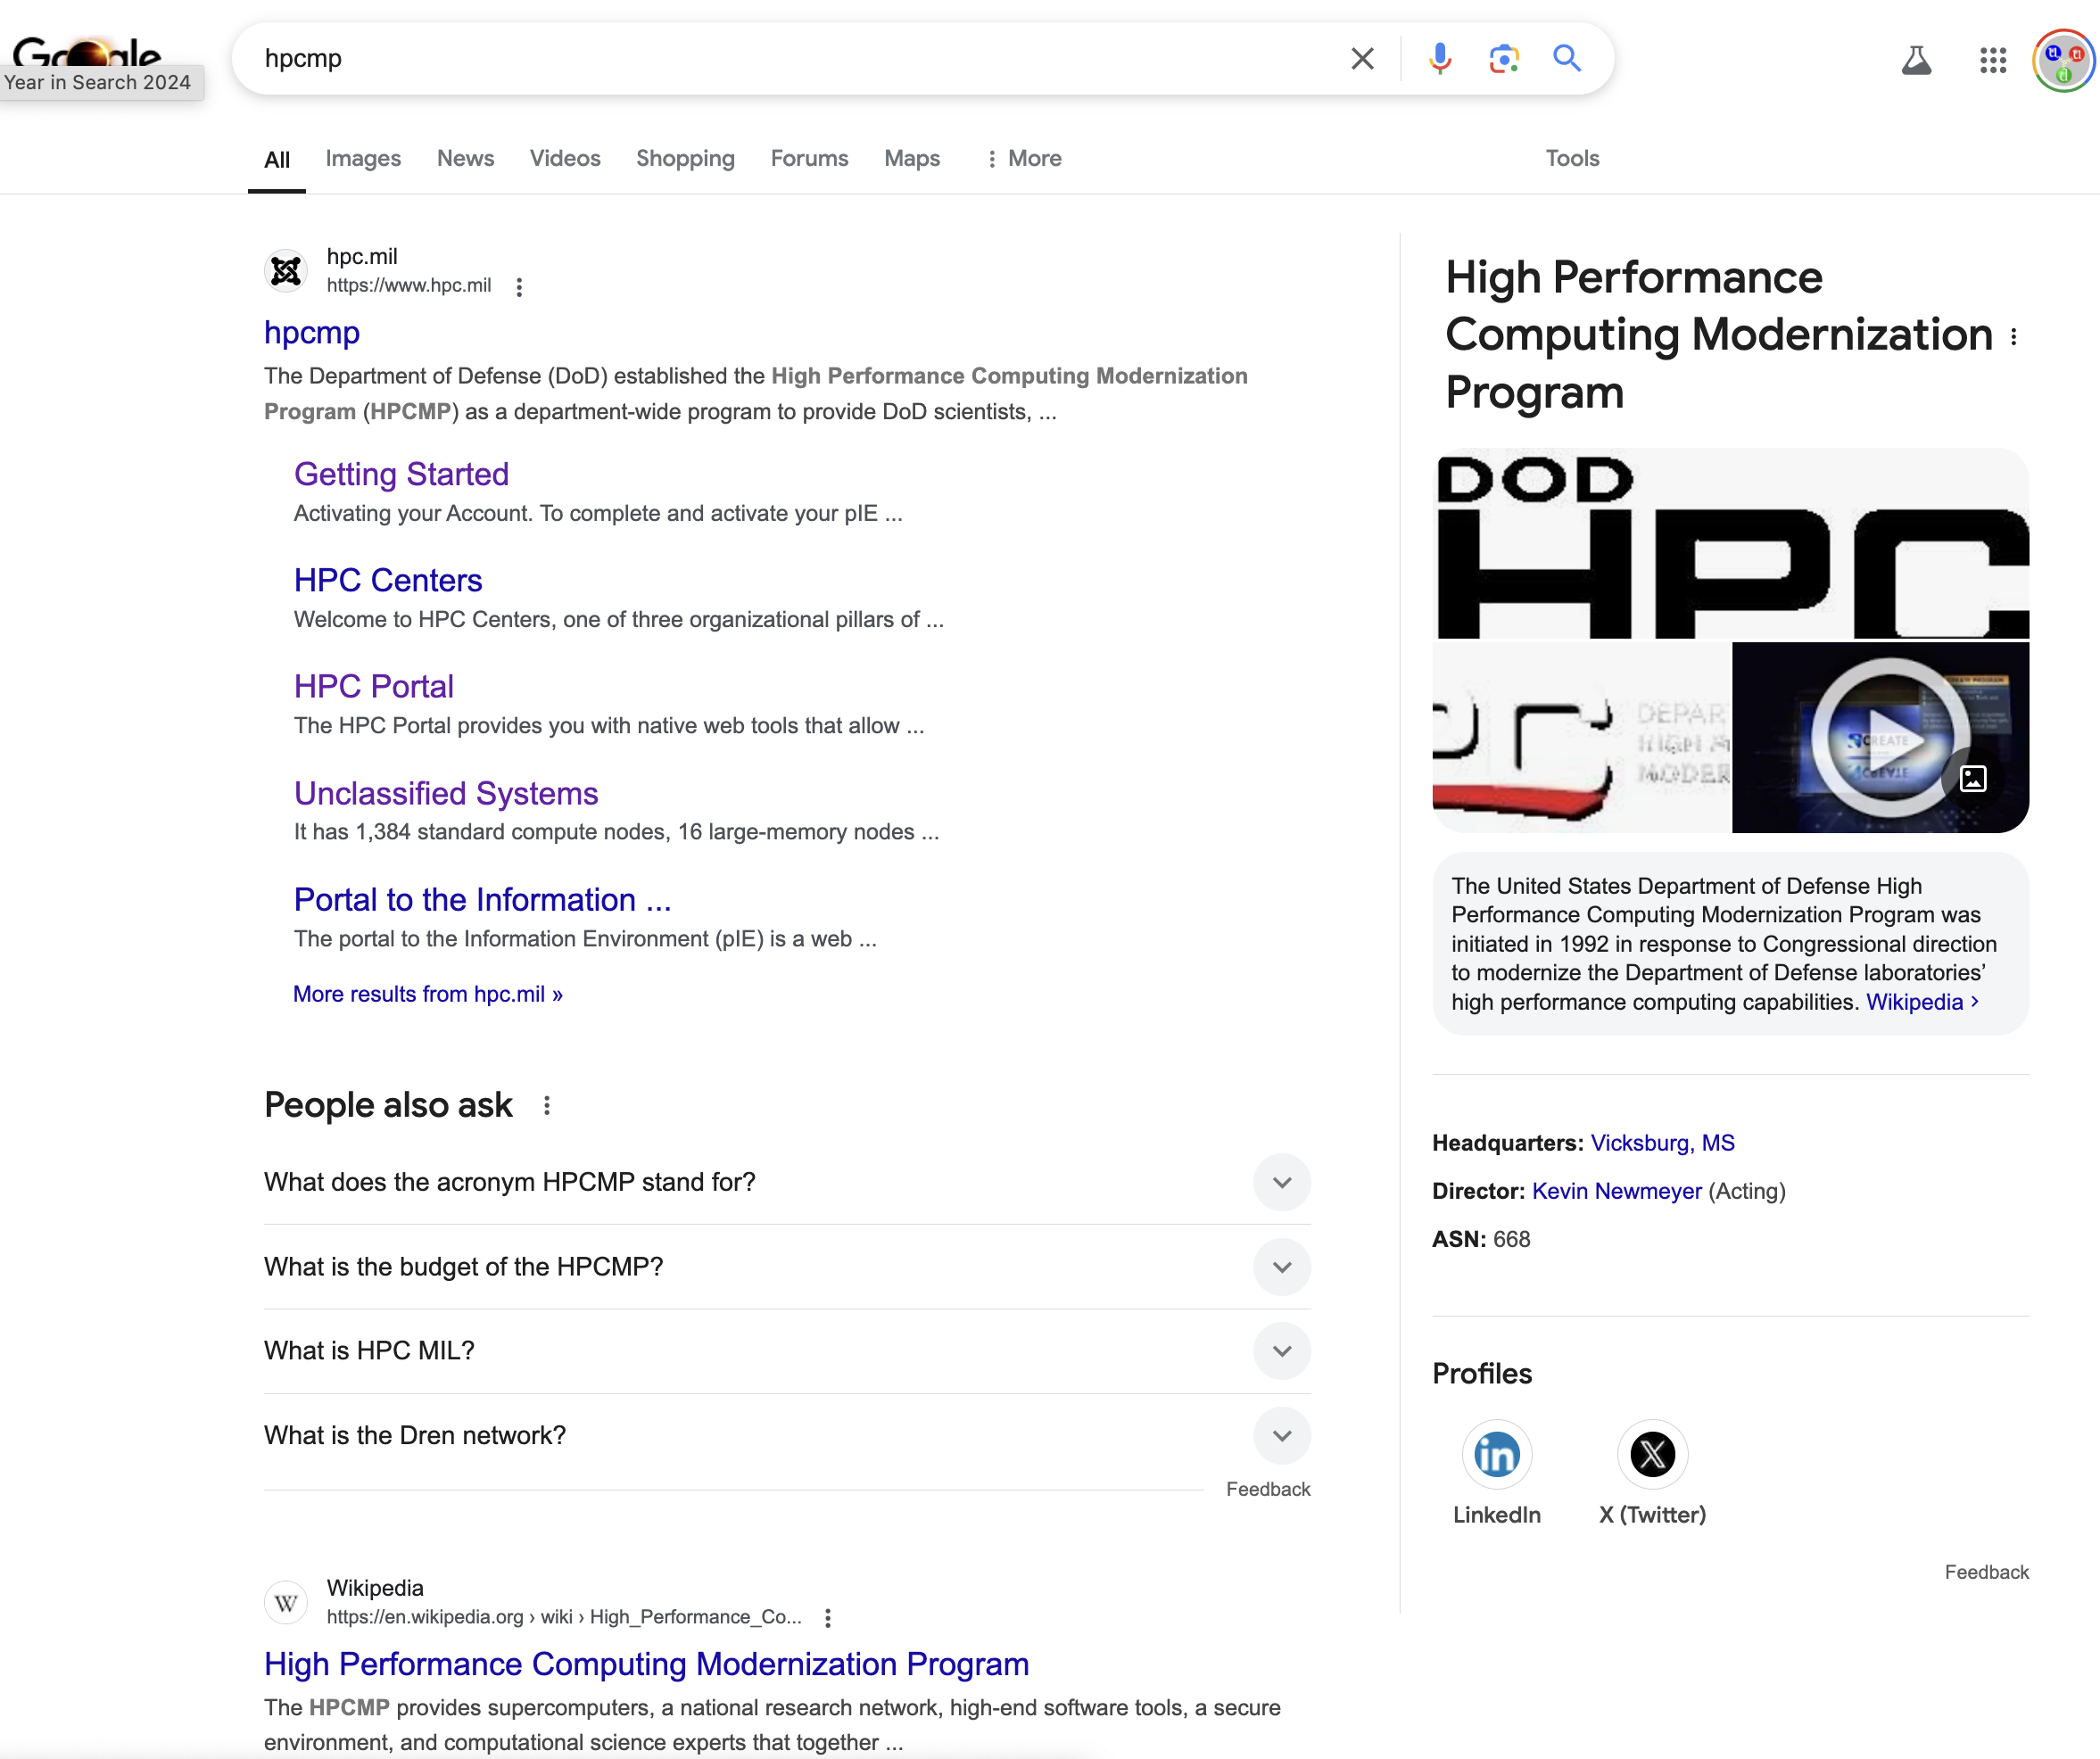 Google
Year in Search 2024
hpcmp
All
Images
News
Videos
Shopping
Forums
Maps
More
Tools
hpc.mil
https://www.hpc.mil
hpcmp
The Department of Defense (DoD) established the High Performance Computing Modernization
Program (HPCMP) as a department-wide program to provide DoD scientists, ...
Getting Started
Activating your Account. To complete and activate your pIE ...
HPC Centers
Welcome to HPC Centers, one of three organizational pillars of ...
HPC Portal
The HPC Portal provides you with native web tools that allow ...
Unclassified Systems
It has 1,384 standard compute nodes, 16 large-memory nodes ...
Portal to the Information ...
The portal to the Information Environment (pIE) is a web ...
More results from hpc.mil »
People also ask
What does the acronym HPCMP stand for?
What is the budget of the HPCMP?
What is HPC MIL?
What is the Dren network?
Feedback
W
Wikipedia
https://en.wikipedia.org › wiki › High_Performance_Co...
High Performance Computing Modernization Program
The HPCMP provides supercomputers, a national research network, high-end software tools, a secure
environment, and computational science experts that together ...
High Performance
Computing Modernization
Program
DOD
HPC
PC
DEPAR
MODER
CREATE
The United States Department of Defense High
Performance Computing Modernization Program was
initiated in 1992 in response to Congressional direction
to modernize the Department of Defense laboratories’
high performance computing capabilities. Wikipedia ›
Headquarters: Vicksburg, MS
Director: Kevin Newmeyer (Acting)
ASN: 668
Profiles
in
X
LinkedIn
X (Twitter)
Feedback